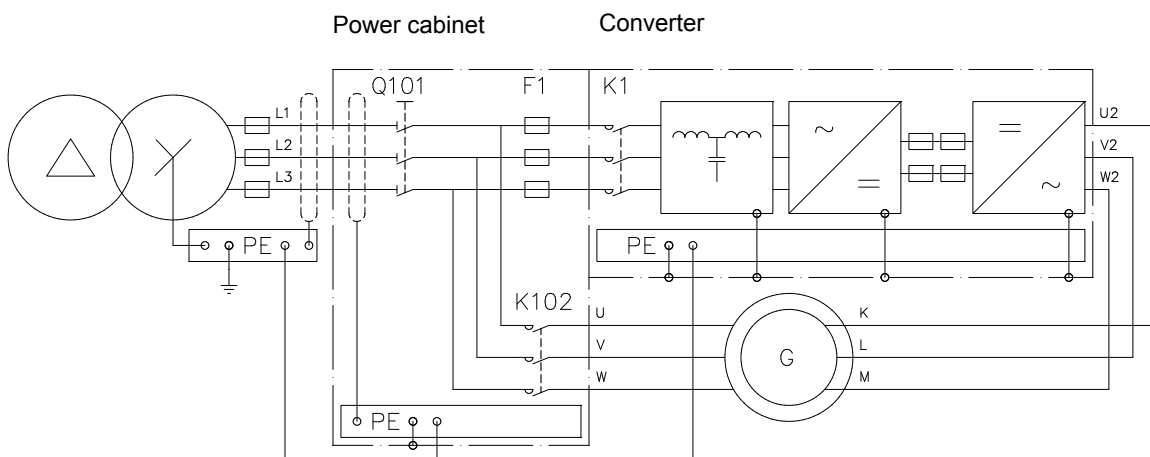 Power cabinet
Converter
Q101
F1
K1
L1
L2
L3
U2
V2
W2
PE
PE
K102
U
V
W
G
K
L
M
PE